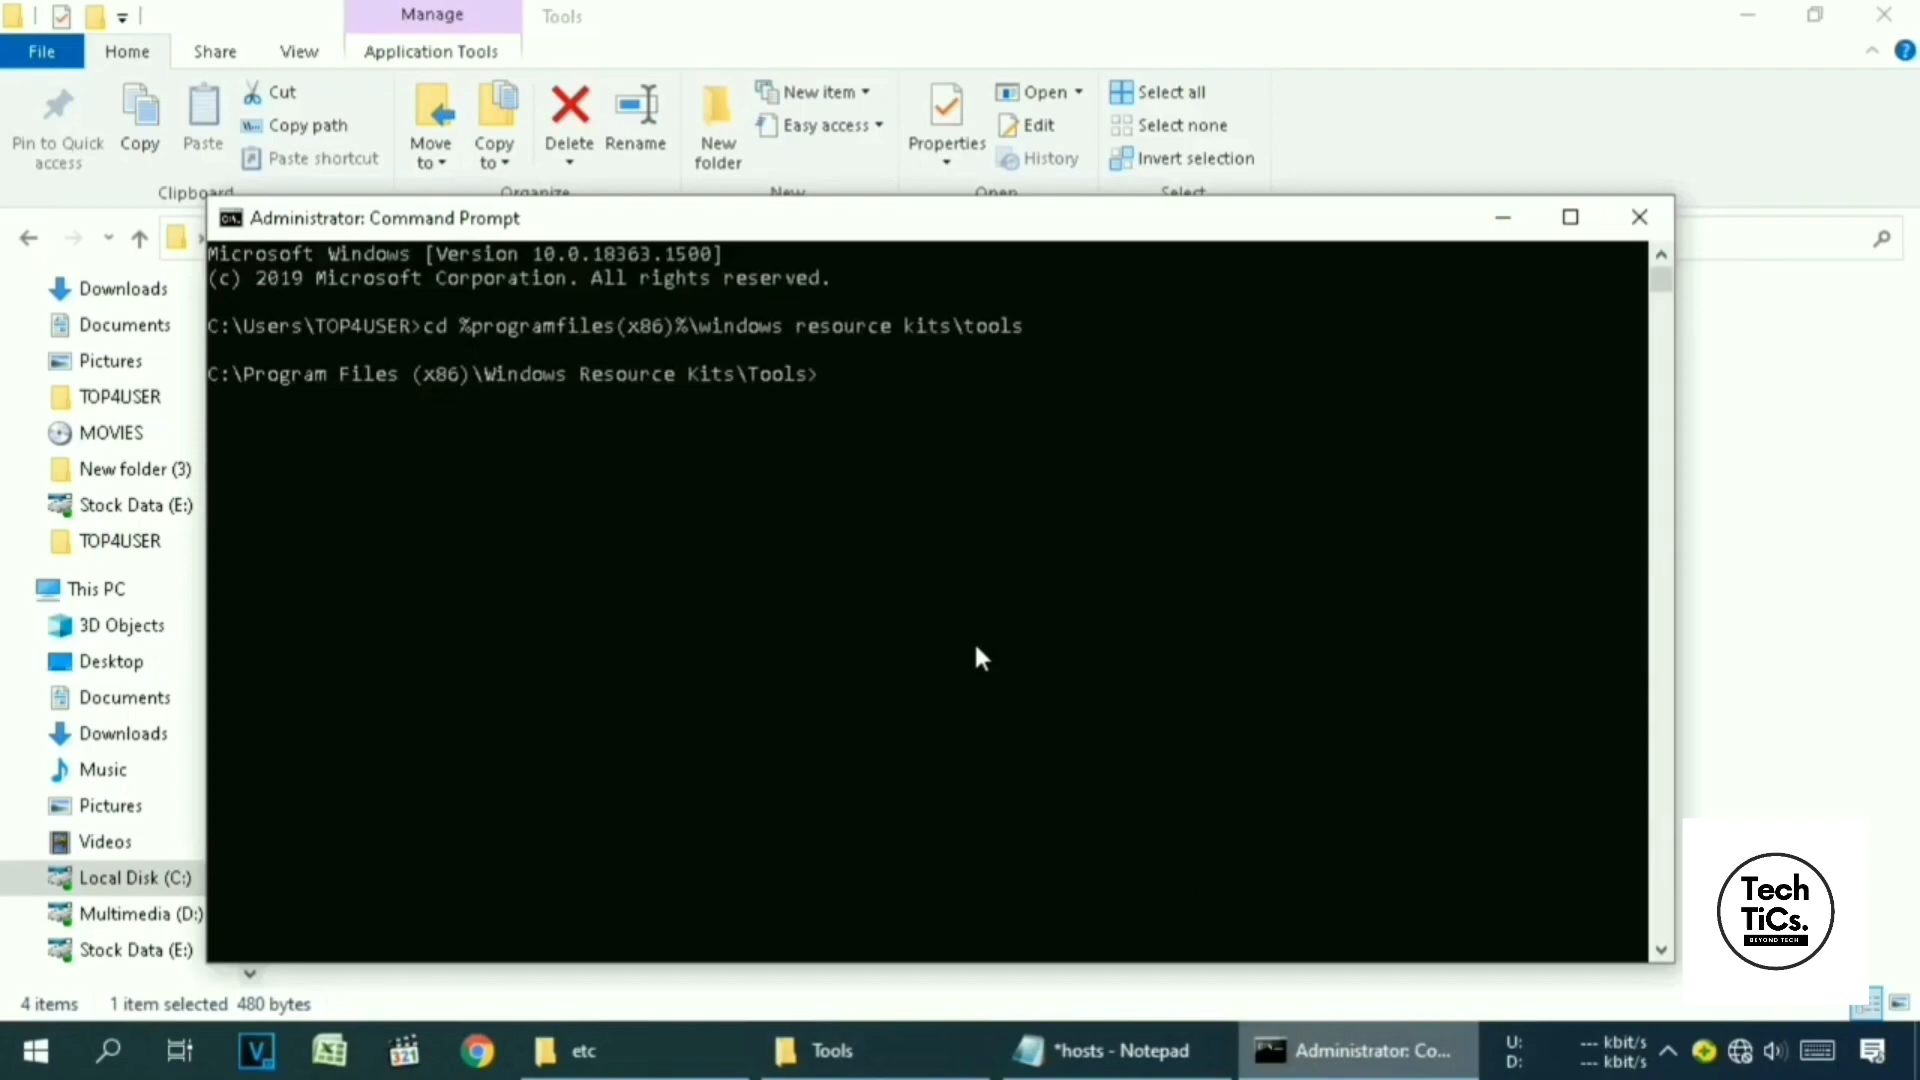 Manage
Tools
File
Home
Share
View
Application Tools
Pin to Quick access
Copy
Paste
Cut
Copy path
Paste shortcut
Move to
Copy to
Delete
Rename
New folder
New item
Easy access
Properties
Open
Edit
History
Select all
Select none
Invert selection
Clipboard
Organize
New
Open
Select
Administrator: Command Prompt
Microsoft Windows [Version 10.0.18363.1500]
(c) 2019 Microsoft Corporation. All rights reserved.
C:\Users\TOP4USER>cd %programfiles(x86)%\windows resource kits\tools
C:\Program Files (x86)\Windows Resource Kits\Tools>
Downloads
Documents
Pictures
TOP4USER
MOVIES
New folder (3)
Stock Data (E:)
TOP4USER
This PC
3D Objects
Desktop
Documents
Downloads
Music
Pictures
Videos
Local Disk (C:)
Multimedia (D:)
Stock Data (E:)
Tech
TiCs.
BEYOND TECH
4 items 1 item selected 480 bytes
etc
Tools
*hosts - Notepad
Administrator: Co...
U: --- kbit/s
D: --- kbit/s